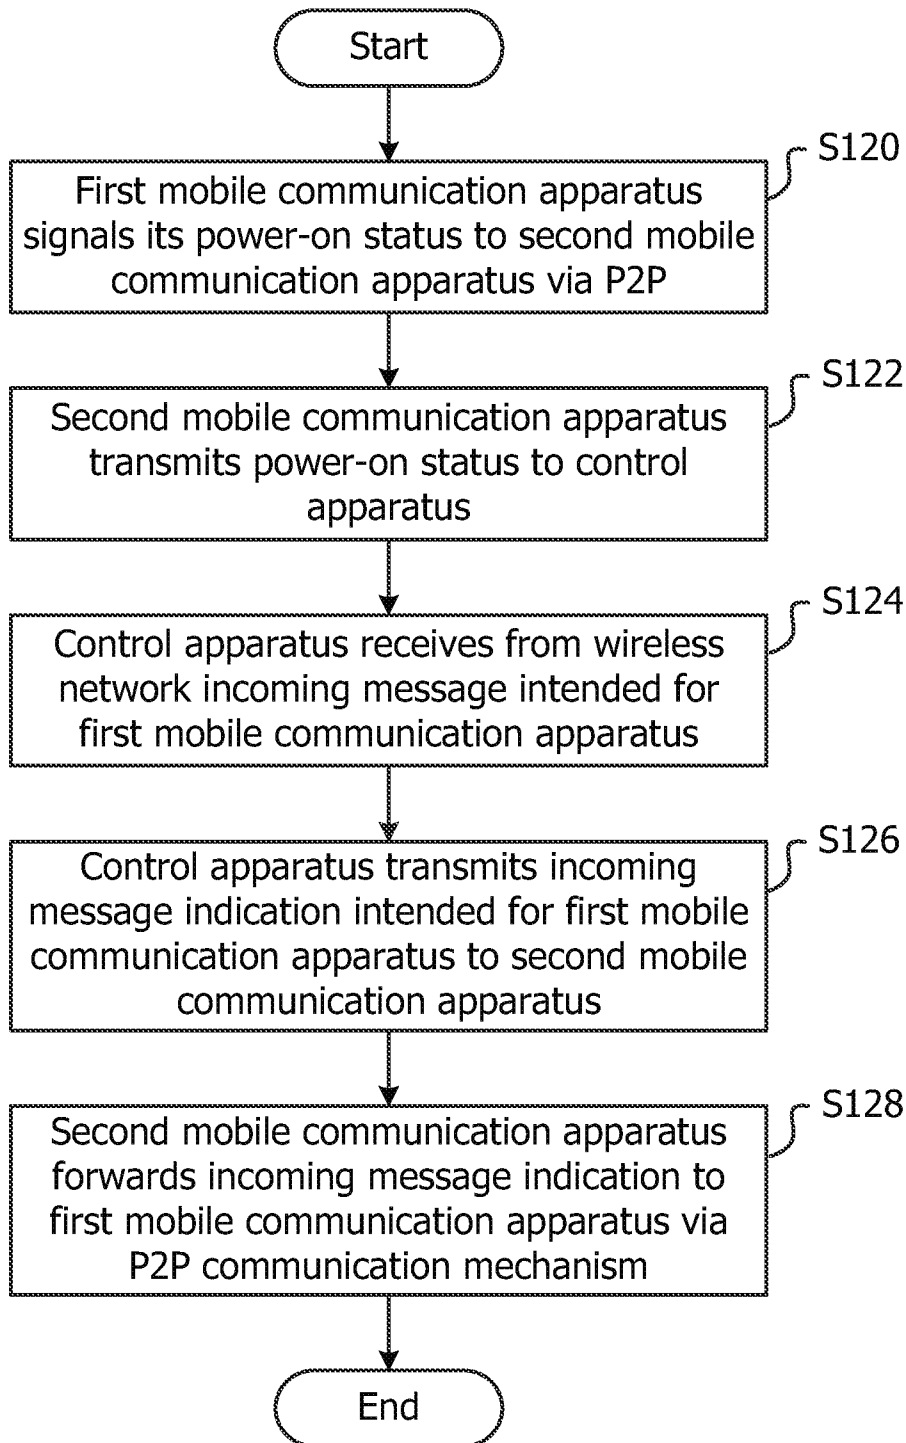 Start
S120
First mobile communication apparatus
signals its power-on status to second mobile
communication apparatus via P2P
S122
Second mobile communication apparatus
transmits power-on status to control
apparatus
S124
Control apparatus receives from wireless
network incoming message intended for
first mobile communication apparatus
S126
Control apparatus transmits incoming
message indication intended for first mobile
communication apparatus to second mobile
communication apparatus
S128
Second mobile communication apparatus
forwards incoming message indication to
first mobile communication apparatus via
P2P communication mechanism
End